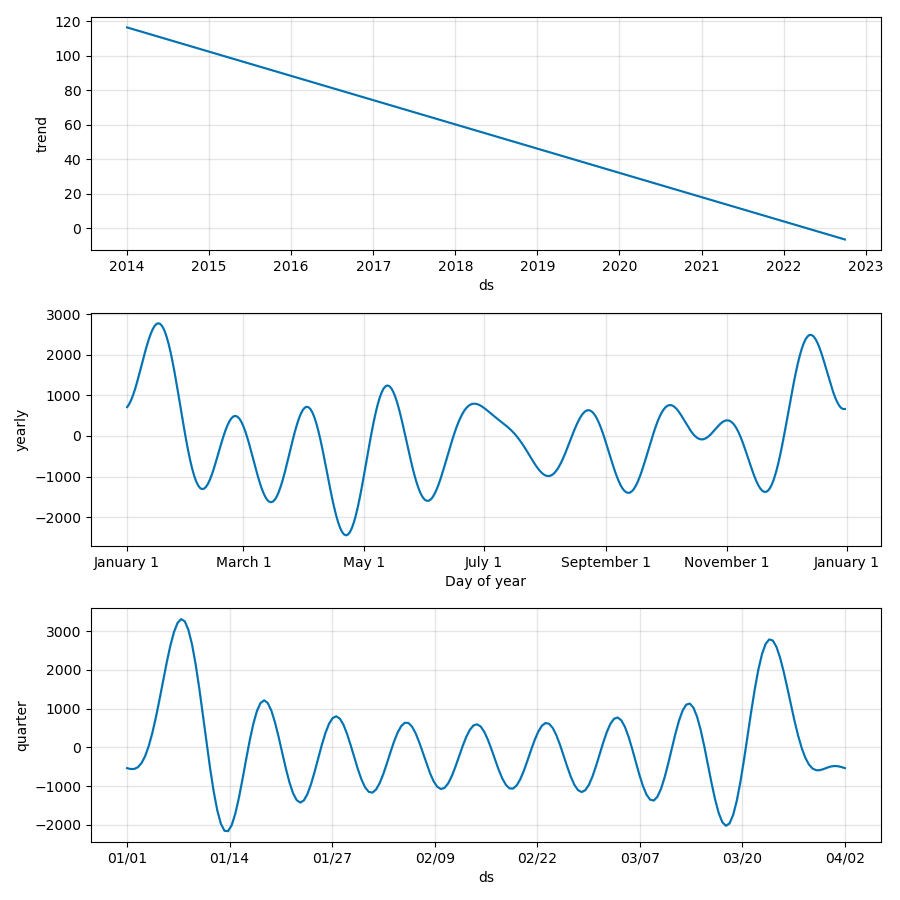 120
100
80
60
40
20
0
trend
2014 2015 2016 2017 2018 2019 2020 2021 2022 2023
ds
3000
2000
1000
0
−1000
−2000
yearly
January 1 March 1 May 1 July 1 September 1 November 1 January 1
Day of year
3000
2000
1000
0
−1000
−2000
quarter
01/01 01/14 01/27 02/09 02/22 03/07 03/20 04/02
ds